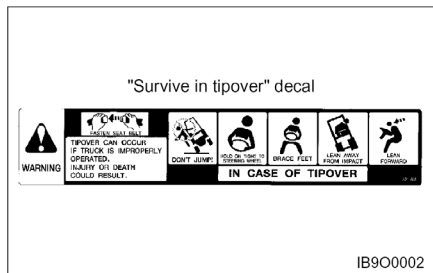 "Survive in tipover" decal
WARNING
FASTEN SEAT BELT
TIPOVER CAN OCCUR
IF TRUCK IS IMPROPERLY
OPERATED.
INJURY OR DEATH
COULD RESULT.
DON'T JUMP!
HOLD ON TIGHT TO
STEERING WHEEL
BRACE FEET
LEAN AWAY
FROM IMPACT
LEAN
FORWARD
IN CASE OF TIPOVER
IB9O0002